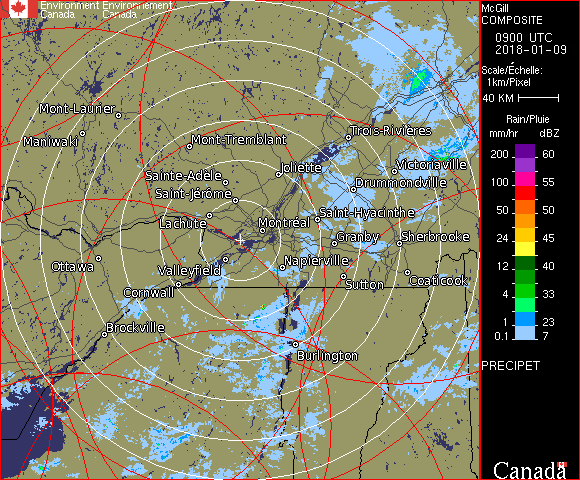 Environment Environnement
Canada Canada
McGill
COMPOSITE
0900 UTC
2018-01-09
Scale/Échelle:
1km/Pixel
40 KM
Rain/Pluie
mm/hr dBZ
200 60
100 55
50 50
24 45
12 40
4 33
1 23
0.1 7
PRECIPET
Canada
Mont-Laurier
Maniwaki
Mont-Tremblant
Trois-Rivières
Sainte-Adèle
Joliette
Victoriaville
Saint-Jérôme
Drummondville
Lachute
Montréal
Saint-Hyacinthe
Granby
Sherbrooke
Ottawa
Valleyfield
Napierville
Cornwall
Sutton
Coaticook
Brockville
Burlington